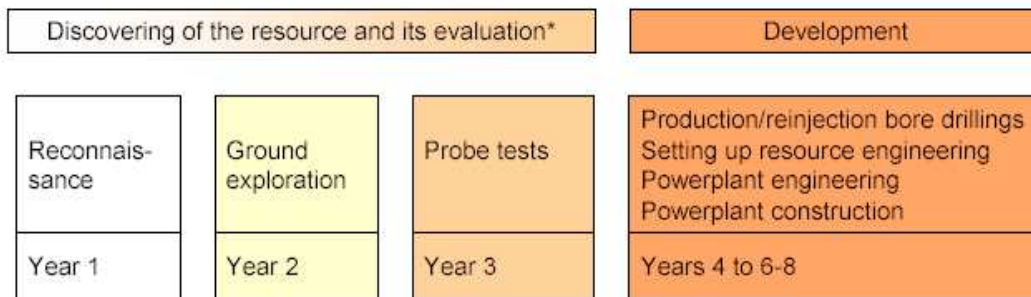 Discovering of the resource and its evaluation*
Development
Reconnais-
sance
Ground
exploration
Probe tests
Production/reinjection bore drillings
Setting up resource engineering
Powerplant engineering
Powerplant construction
Year 1
Year 2
Year 3
Years 4 to 6-8